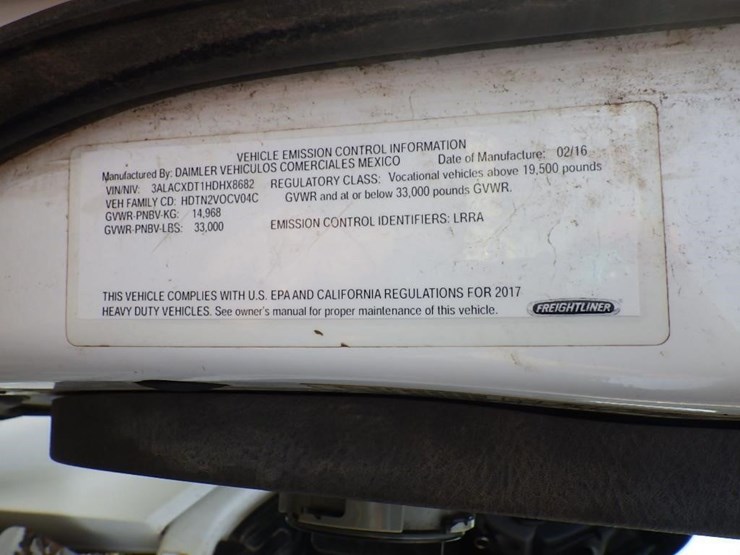 VEHICLE EMISSION CONTROL INFORMATION
Manufactured By: DAIMLER VEHICULOS COMERCIALES MEXICO Date of Manufacture: 02/16
VIN/NIV: 3ALACXDT1HDHX8682 REGULATORY CLASS: Vocational vehicles above 19,500 pounds
VEH FAMILY CD: HDTN2VOCV04C GVWR and at or below 33,000 pounds GVWR.
GVWR-PNBV-KG: 14,968
GVWR-PNBV-LBS: 33,000 EMISSION CONTROL IDENTIFIERS: LRRA
THIS VEHICLE COMPLIES WITH U.S. EPA AND CALIFORNIA REGULATIONS FOR 2017
HEAVY DUTY VEHICLES. See owner's manual for proper maintenance of this vehicle.
FREIGHTLINER